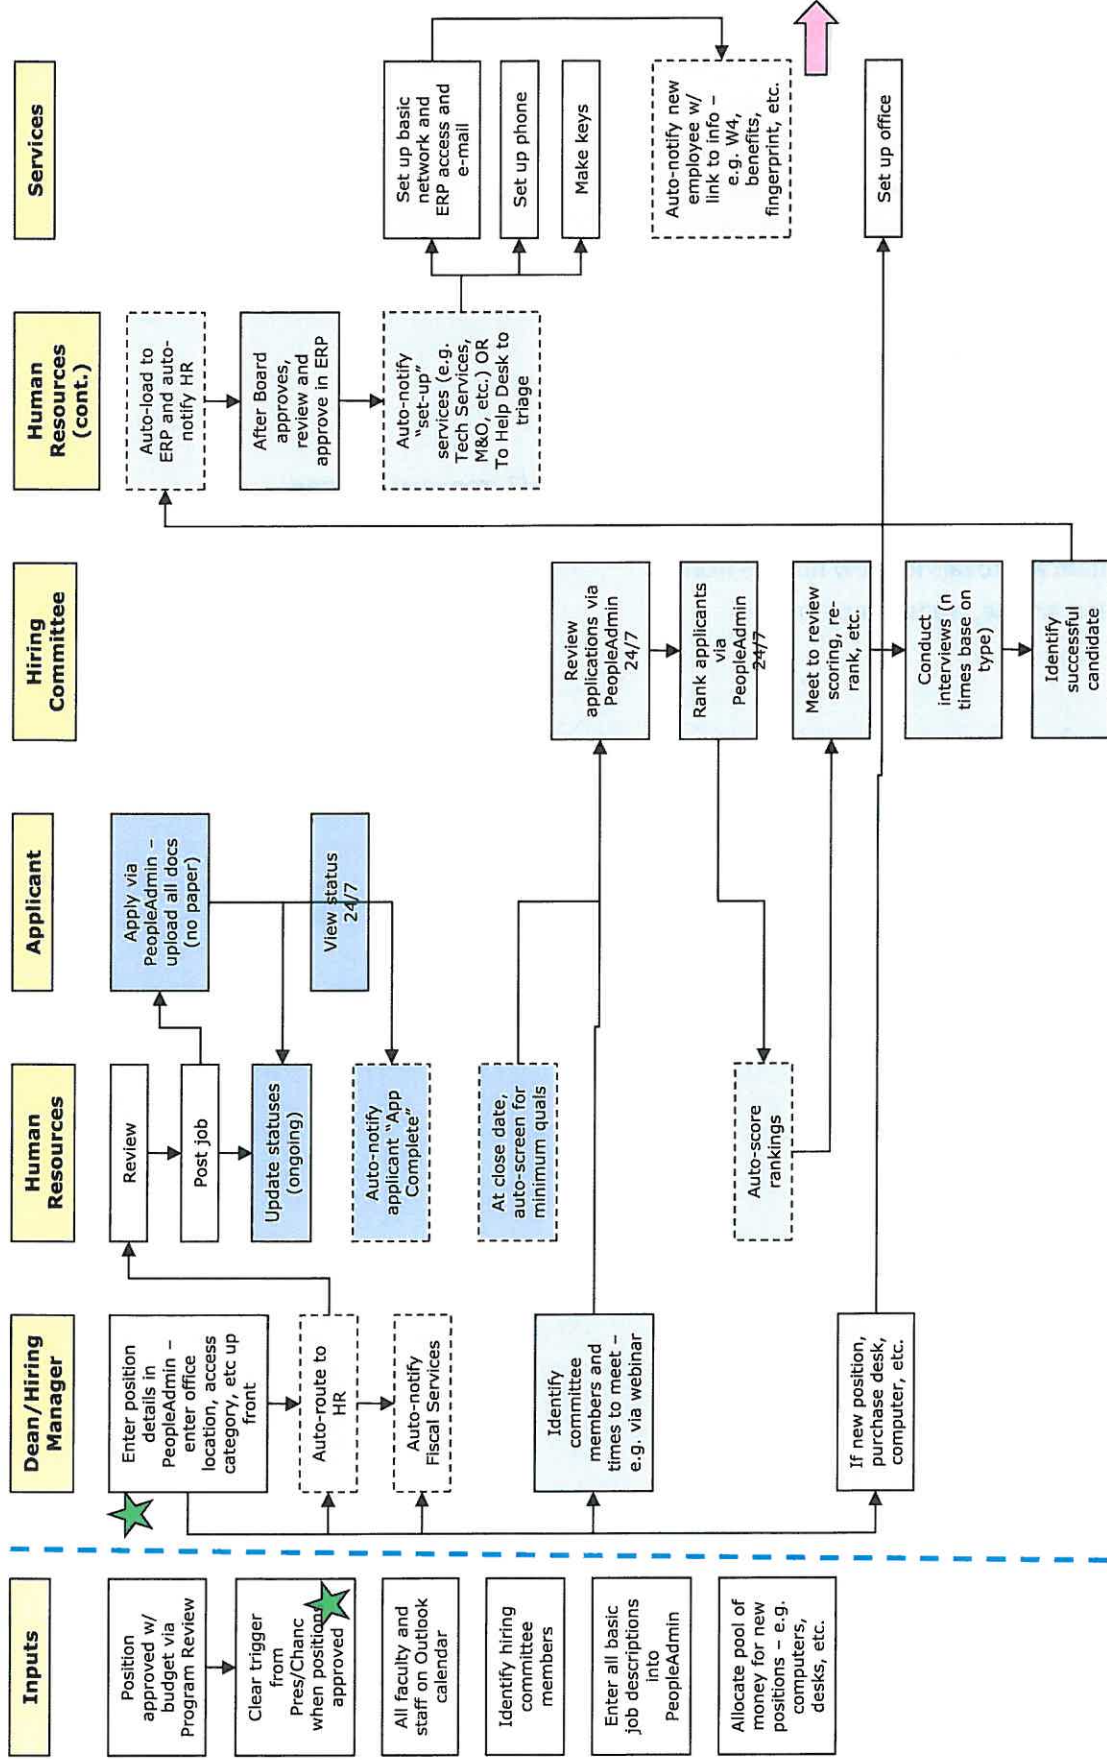 Inputs
Position
approved w/
budget via
Program Review
Clear trigger
from
Pres/Chanc
when positions
approved
All faculty and
staff on Outlook
calendar
Identify hiring
committee
members
Enter all basic
job descriptions
into
PeopleAdmin
Allocate pool of
money for new
positions – e.g.
computers,
desks, etc.
Dean/Hiring
Manager
Enter position
details in
PeopleAdmin –
enter office
location, access
category, etc up
front
Auto-route to
HR
Auto-notify
Fiscal Services
Identify
committee
members and
times to meet –
e.g. via webinar
If new position,
purchase desk,
computer, etc.
Human
Resources
Review
Post job
Update statuses
(ongoing)
Auto-notify
applicant “App
Complete”
At close date,
auto-screen for
minimum quals
Auto-score
rankings
Applicant
Apply via
PeopleAdmin –
upload all docs
(no paper)
View status
24/7
Hiring
Committee
Review
applications via
PeopleAdmin
24/7
Rank applicants
via
PeopleAdmin
24/7
Meet to review
scoring, re-
rank, etc.
Conduct
interviews (n
times base on
type)
Identify
successful
candidate
Human
Resources
(cont.)
Auto-load to
ERP and auto-
notify HR
After Board
approves,
review and
approve in ERP
Auto-notify
“set-up”
services (e.g.
Tech Services,
M&O, etc.) OR
To Help Desk to
triage
Services
Set up basic
network and
ERP access and
e-mail
Set up phone
Make keys
Auto-notify new
employee w/
link to info –
e.g. W4,
benefits,
fingerprint, etc.
Set up office